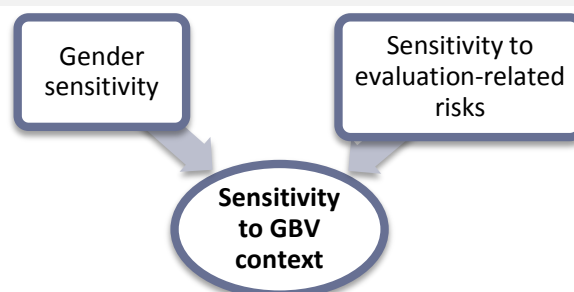 Gender
sensitivity
Sensitivity to
evaluation-related
risks
Sensitivity
to GBV
context